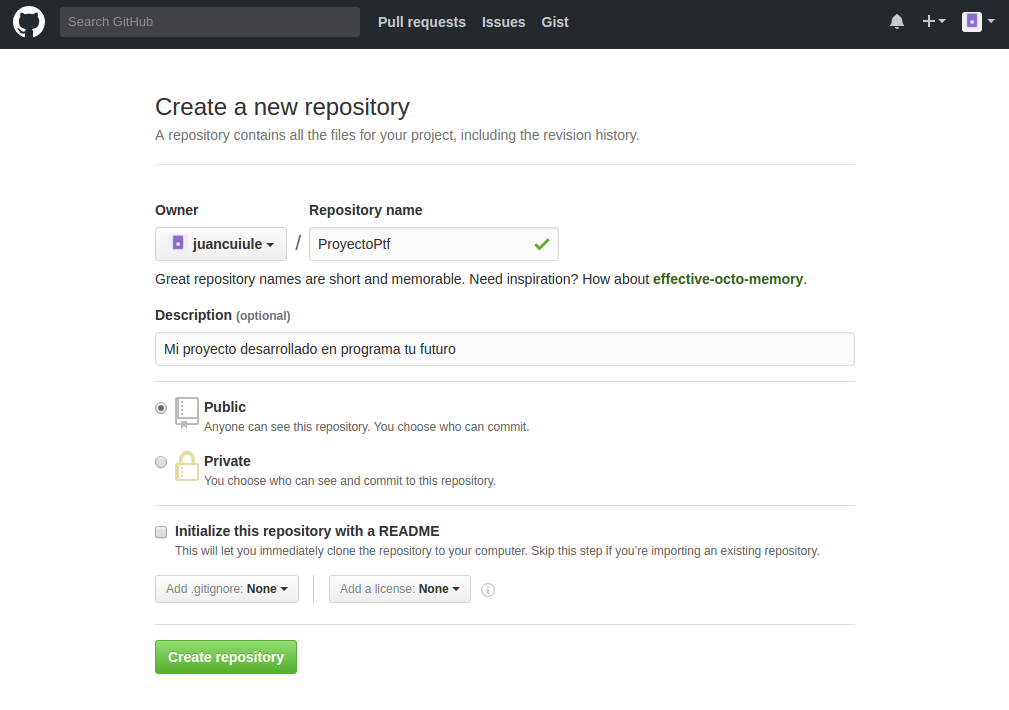 Search GitHub Pull requests Issues Gist
Create a new repository
A repository contains all the files for your project, including the revision history.
Owner Repository name
juancuiule / ProyectoPtf
Great repository names are short and memorable. Need inspiration? How about effective-octo-memory.
Description (optional)
Mi proyecto desarrollado en programa tu futuro
Public
Anyone can see this repository. You choose who can commit.
Private
You choose who can see and commit to this repository.
Initialize this repository with a README
This will let you immediately clone the repository to your computer. Skip this step if you’re importing an existing repository.
Add .gitignore: None Add a license: None
Create repository